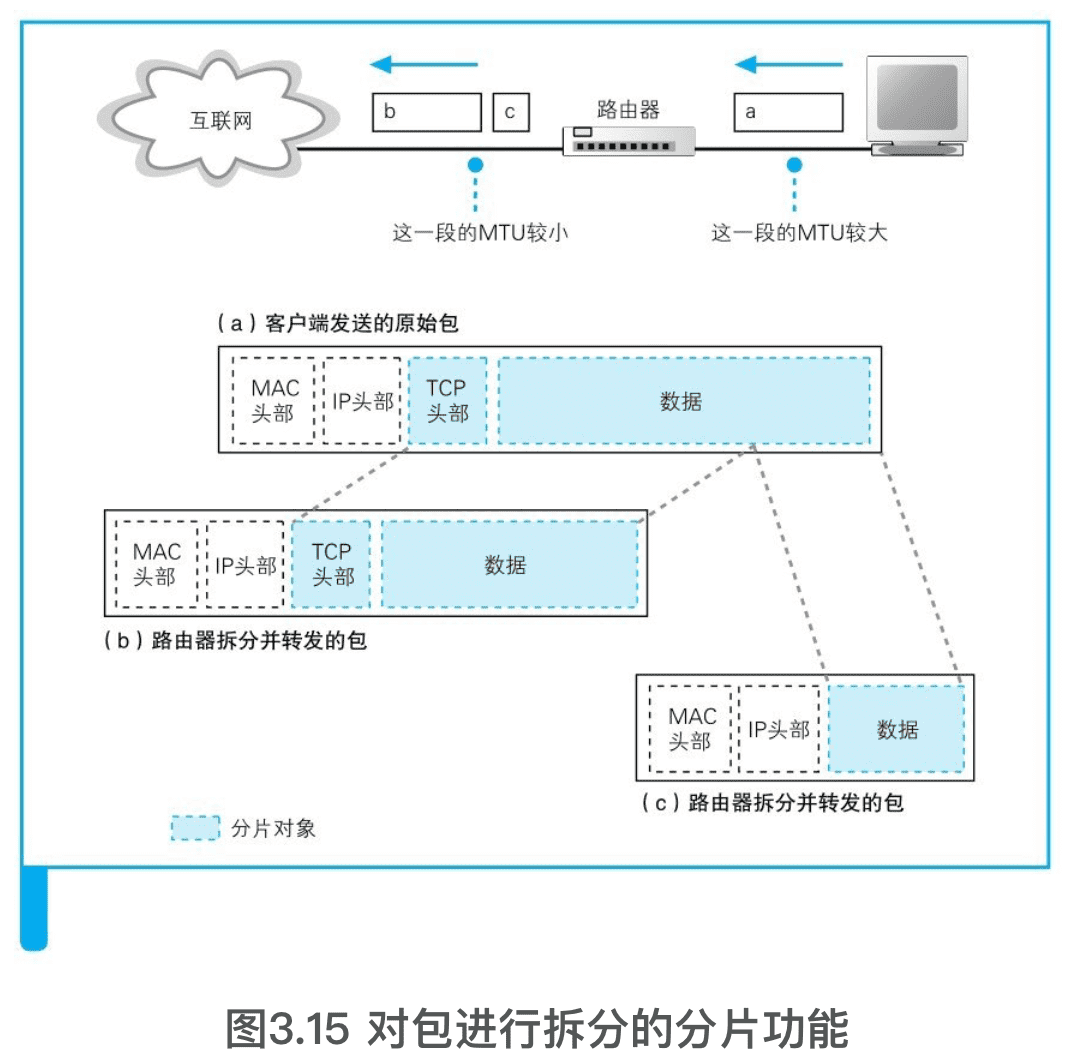 互联网
b
c
路由器
a
这一段的MTU较小
这一段的MTU较大
(a)客户端发送的原始包
MAC
头部
IP头部
TCP
头部
数据
MAC
头部
IP头部
TCP
头部
数据
(b)路由器拆分并转发的包
MAC
头部
IP头部
数据
(c)路由器拆分并转发的包
分片对象
图3.15 对包进行拆分的分片功能